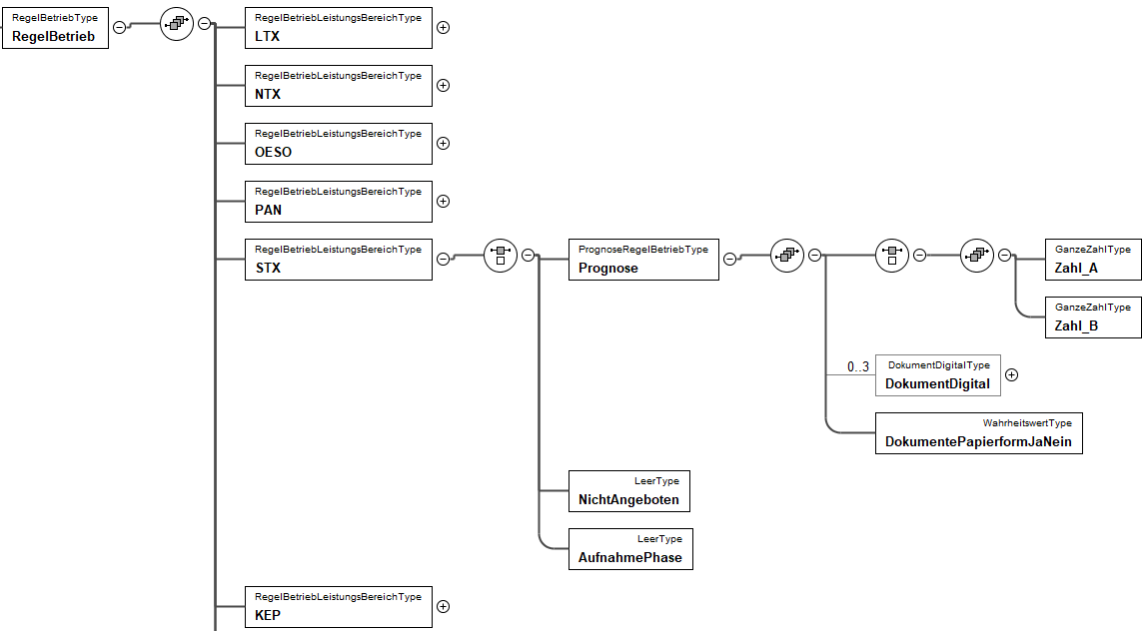 RegelBetriebType
RegelBetrieb
RegelBetriebLeistungsBereichType
LTX
RegelBetriebLeistungsBereichType
NTX
RegelBetriebLeistungsBereichType
OESO
RegelBetriebLeistungsBereichType
PAN
RegelBetriebLeistungsBereichType
STX
PrognoseRegelBetriebType
Prognose
GanzeZahlType
Zahl_A
GanzeZahlType
Zahl_B
0..3
DokumentDigitalType
DokumentDigital
WahrheitswertType
DokumentePapierformJaNein
LeerType
NichtAngeboten
LeerType
AufnahmePhase
RegelBetriebLeistungsBereichType
KEP